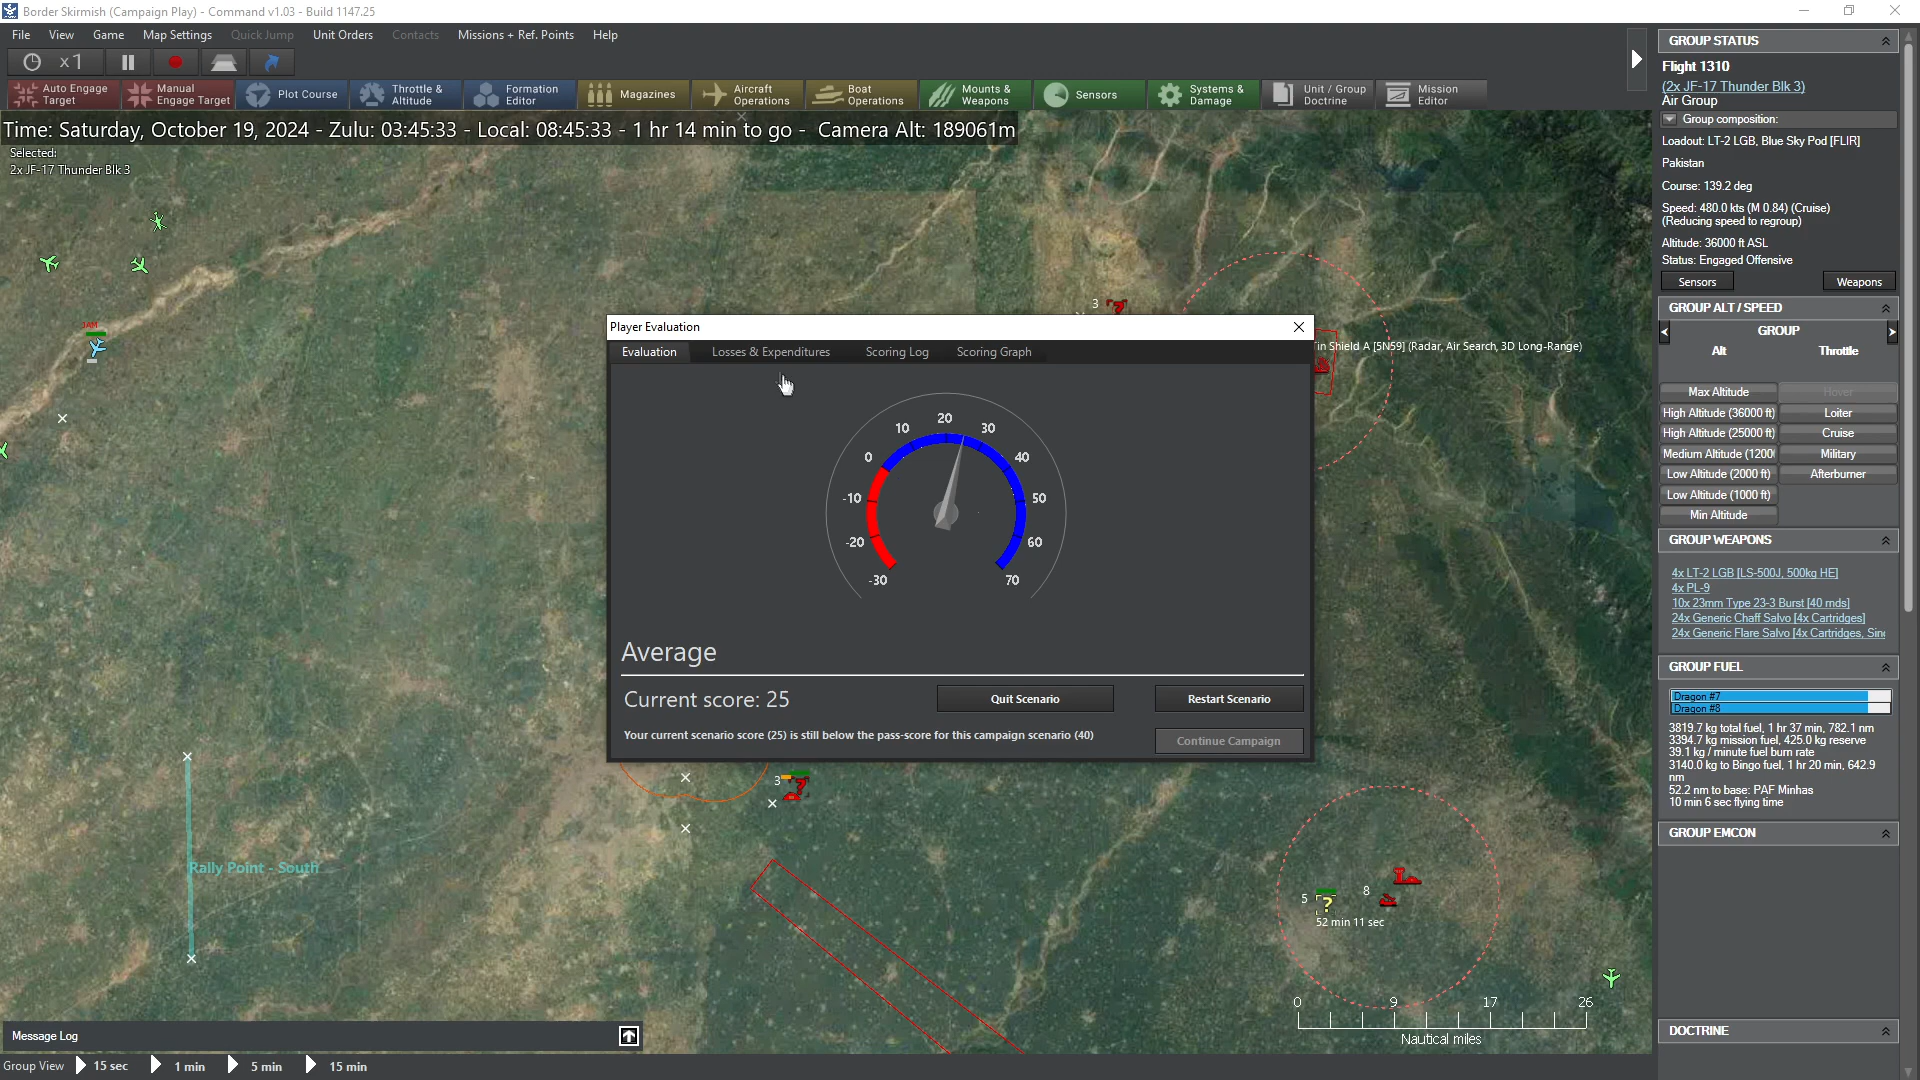 Border Skirmish (Campaign Play) - Command v1.03 - Build 1147.25
File View Game Map Settings Quick Jump Unit Orders Contacts Missions + Ref. Points Help
x1
Auto Engage Target
Manual Engage Target
Plot Course
Throttle & Altitude
Formation Editor
Magazines
Aircraft Operations
Boat Operations
Mounts & Weapons
Sensors
Systems & Damage
Unit / Group Doctrine
Mission Editor
Time: Saturday, October 19, 2024 - Zulu: 03:45:33 - Local: 08:45:33 - 1 hr 14 min to go - Camera Alt: 189061m
Selected:
2x JF-17 Thunder Blk 3
JAM
3
in Shield A [5N59] (Radar, Air Search, 3D Long-Range)
Player Evaluation
Evaluation Losses & Expenditures Scoring Log Scoring Graph
-30
-20
-10
0
10
20
30
40
50
60
70
Average
Current score: 25
Quit Scenario
Restart Scenario
Your current scenario score (25) is still below the pass-score for this campaign scenario (40)
Continue Campaign
3
Rally Point - South
5
?
8
52 min 11 sec
0 9 17 26
Nautical miles
Message Log
Group View 15 sec 1 min 5 min 15 min
GROUP STATUS
Flight 1310
(2x JF-17 Thunder Blk 3)
Air Group
Group composition:
Loadout: LT-2 LGB, Blue Sky Pod [FLIR]
Pakistan
Course: 139.2 deg
Speed: 480.0 kts (M 0.84) (Cruise)
(Reducing speed to regroup)
Altitude: 36000 ft ASL
Status: Engaged Offensive
Sensors Weapons
GROUP ALT / SPEED
< GROUP >
Alt Throttle
Max Altitude Hover
High Altitude (36000 ft) Loiter
High Altitude (25000 ft) Cruise
Medium Altitude (1200 Military
Low Altitude (2000 ft) Afterburner
Low Altitude (1000 ft)
Min Altitude
GROUP WEAPONS
4x LT-2 LGB [LS-500J, 500kg HE]
4x PL-9
10x 23mm Type 23-3 Burst [40 rnds]
24x Generic Chaff Salvo [4x Cartridges]
24x Generic Flare Salvo [4x Cartridges, Sin
GROUP FUEL
Dragon #7
Dragon #8
3819.7 kg total fuel, 1 hr 37 min, 782.1 nm
3394.7 kg mission fuel, 425.0 kg reserve
39.1 kg / minute fuel burn rate
3140.0 kg to Bingo fuel, 1 hr 20 min, 642.9
nm
52.2 nm to base: PAF Minhas
10 min 6 sec flying time
GROUP EMCON
DOCTRINE